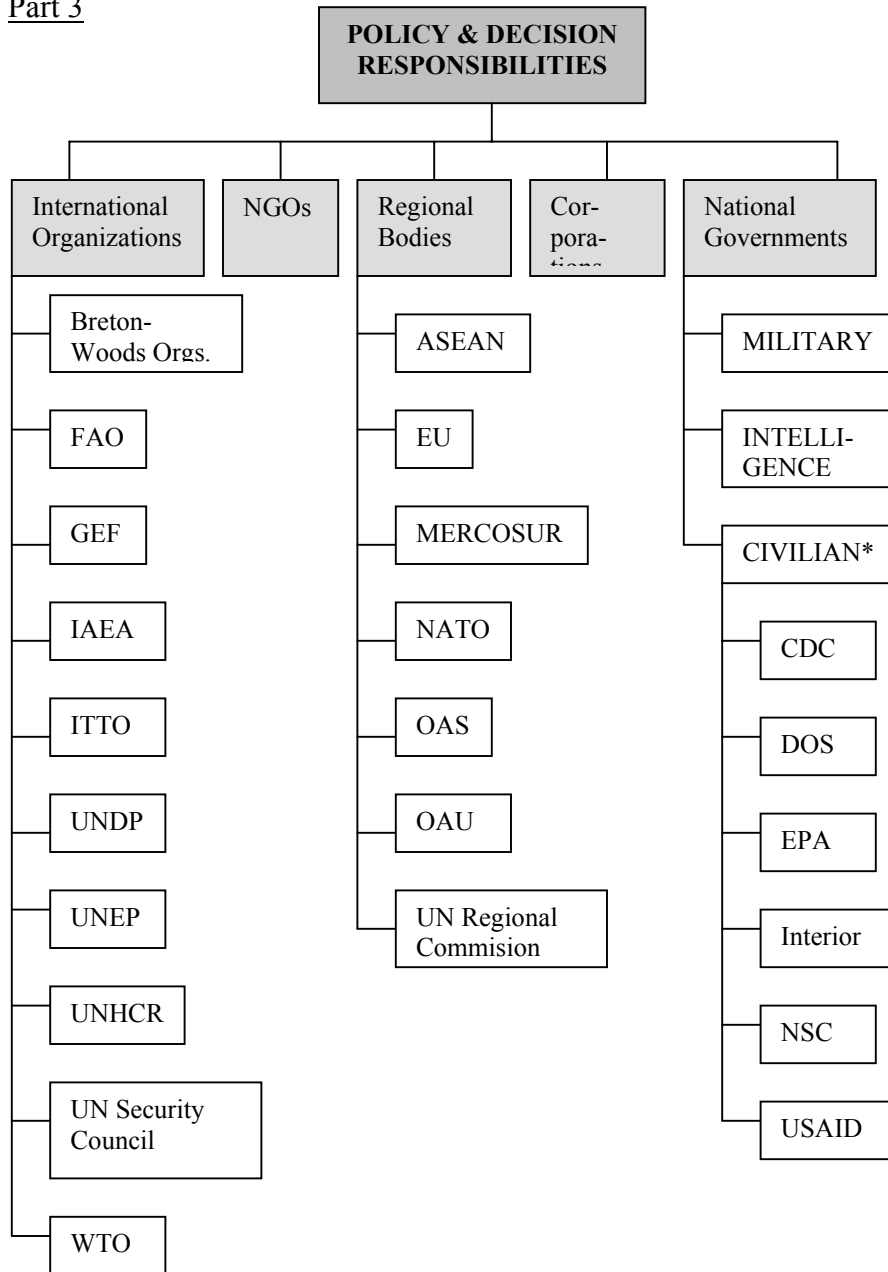 Part 3
POLICY & DECISION
RESPONSIBILITIES
International
Organizations
NGOs
Regional
Bodies
Cor-
pora-
tions
National
Governments
Breton-
Woods Orgs.
FAO
GEF
IAEA
ITTO
UNDP
UNEP
UNHCR
UN Security
Council
WTO
ASEAN
EU
MERCOSUR
NATO
OAS
OAU
UN Regional
Commision
MILITARY
INTELLI-
GENCE
CIVILIAN*
CDC
DOS
EPA
Interior
NSC
USAID